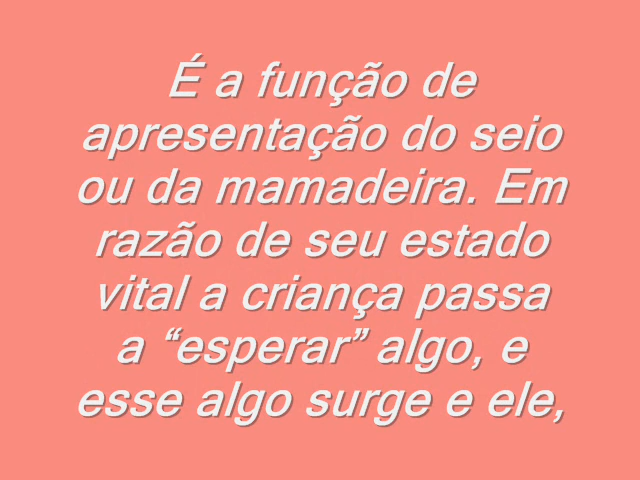 É a função de
apresentação do seio
ou da mamadeira. Em
razão de seu estado
vital a criança passa
a “esperar” algo, e
esse algo surge e ele,